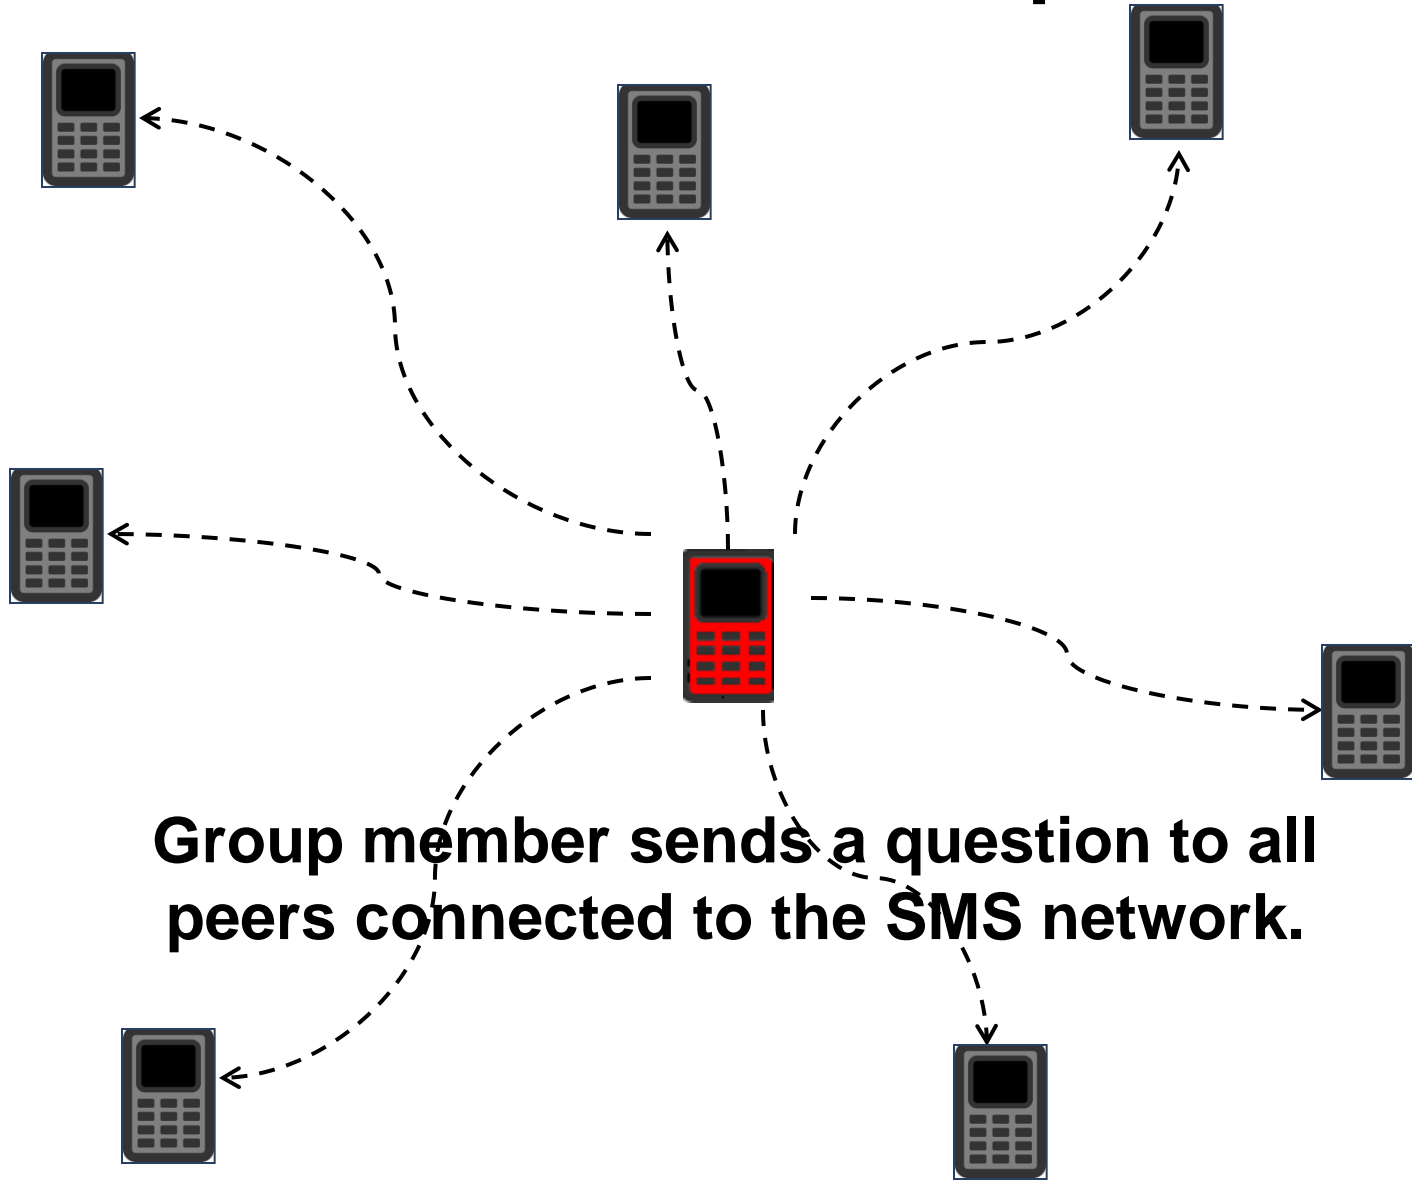 Group member sends a question to all
peers connected to the SMS network.